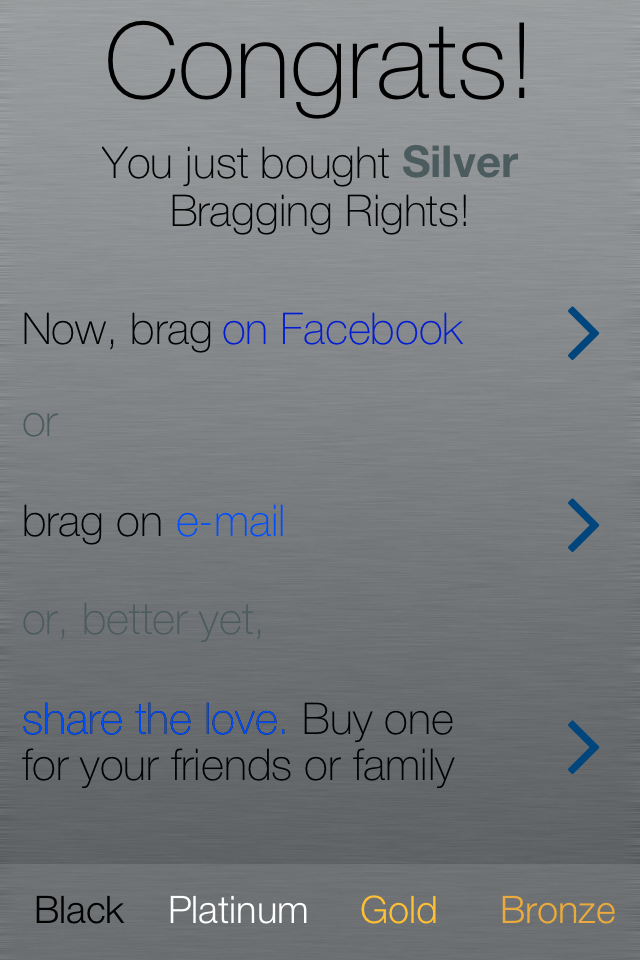 Congrats!
You just bought Silver
Bragging Rights!
Now, brag on Facebook
or
brag on e-mail
or, better yet,
share the love. Buy one
for your friends or family
Black Platinum Gold Bronze